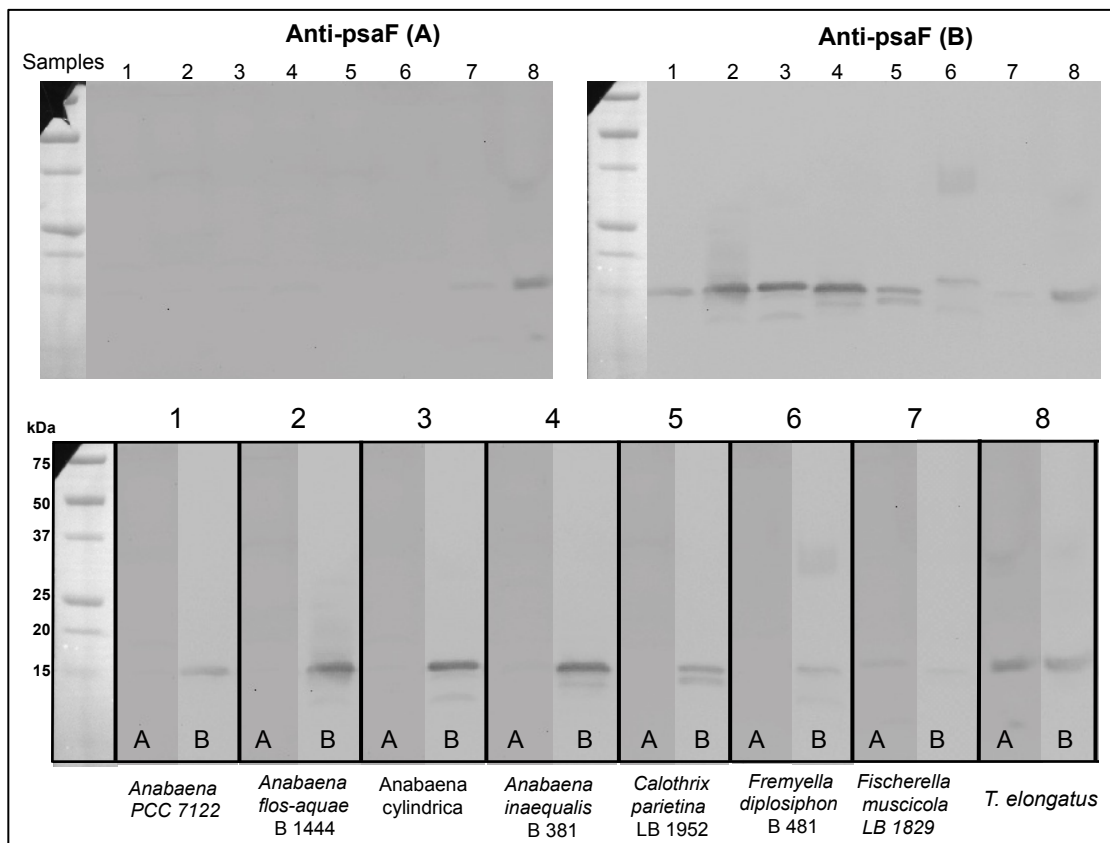 Anti-psaF (A)
Anti-psaF (B)
Samples
1 2 3 4 5 6 7 8
1 2 3 4 5 6 7 8
1 2 3 4 5 6 7 8
kDa
75
50
37
25
20
15
A B A B A B A B A B A B A B A B
Anabaena
PCC 7122
Anabaena
flos-aquae
B 1444
Anabaena
cylindrica
Anabaena
inaequalis
B 381
Calothrix
parietina
LB 1952
Fremyella
diplosiphon
B 481
Fischerella
muscicola
LB 1829
T. elongatus